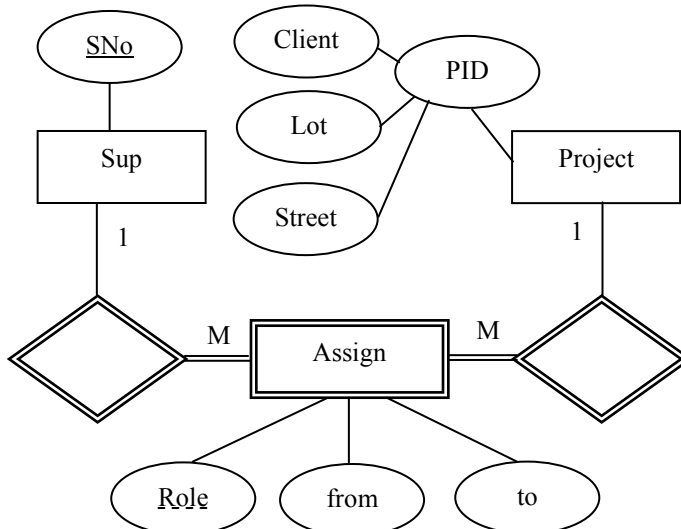 SNo
Client
PID
Lot
Sup
Project
Street
1
1
M
Assign
M
Role
from
to